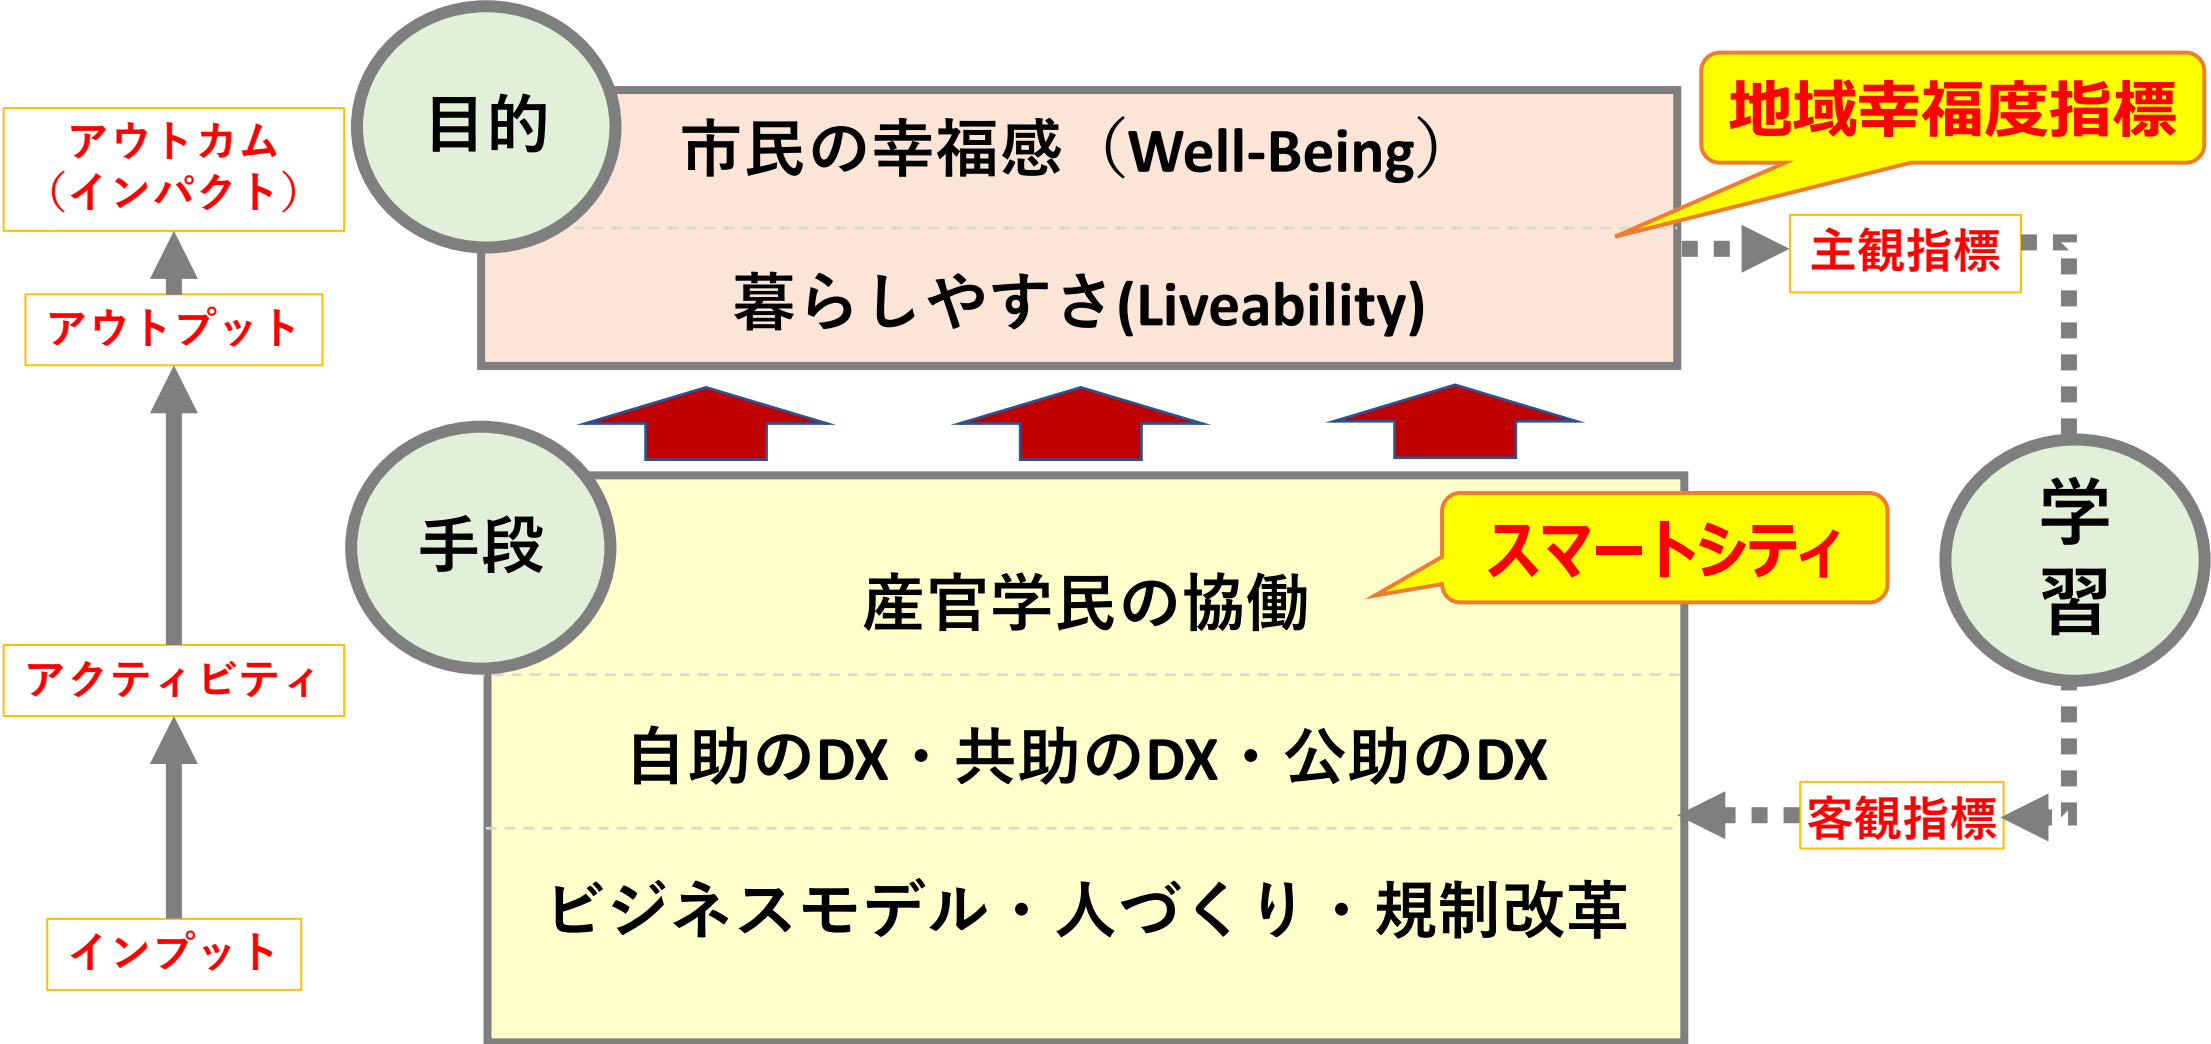 目的
アウトカム
（インパクト）
アウトプット
アクティビティ
インプット
市民の幸福感（Well-Being）
暮らしやすさ(Liveability)
地域幸福度指標
主観指標
手段
産官学民の協働
スマートシティ
自助のDX・共助のDX・公助のDX
ビジネスモデル・人づくり・規制改革
学
習
客観指標